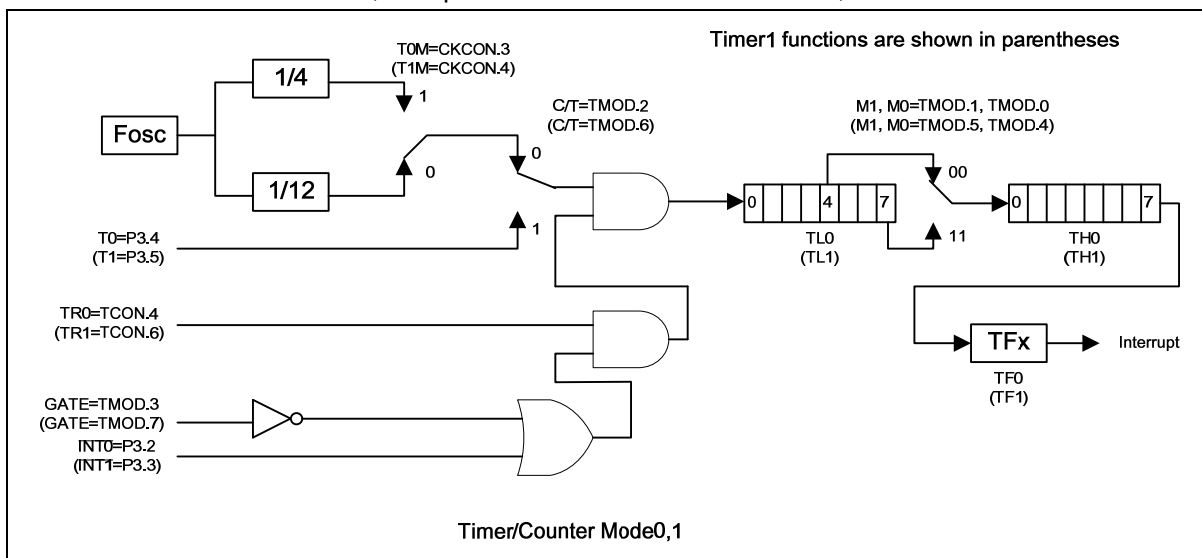 Timer1 functions are shown in parentheses
T0M=CKCON.3
(T1M=CKCON.4)
1/4
1
C/T=TMOD.2
(C/T=TMOD.6)
M1, M0=TMOD.1, TMOD.0
(M1, M0=TMOD.5, TMOD.4)
Fosc
0
0
00
1/12
0 4 7
0 7
T0=P3.4
(T1=P3.5)
1
11
TL0
(TL1)
TH0
(TH1)
TR0=TCON.4
(TR1=TCON.6)
TFx
Interrupt
TF0
(TF1)
GATE=TMOD.3
(GATE=TMOD.7)
INT0=P3.2
(INT1=P3.3)
Timer/Counter Mode0,1